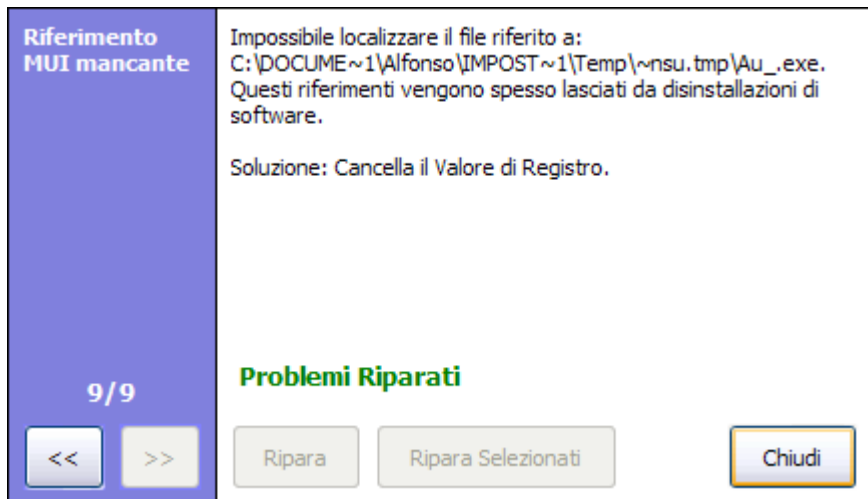 Riferimento
MUI mancante
Impossibile localizzare il file riferito a:
C:\DOCUME~1\Alfonso\IMPOST~1\Temp\~nsu.tmp\Au_.exe.
Questi riferimenti vengono spesso lasciati da disinstallazioni di
software.
Soluzione: Cancella il Valore di Registro.
9/9
Problemi Riparati
<<
>>
Ripara
Ripara Selezionati
Chiudi